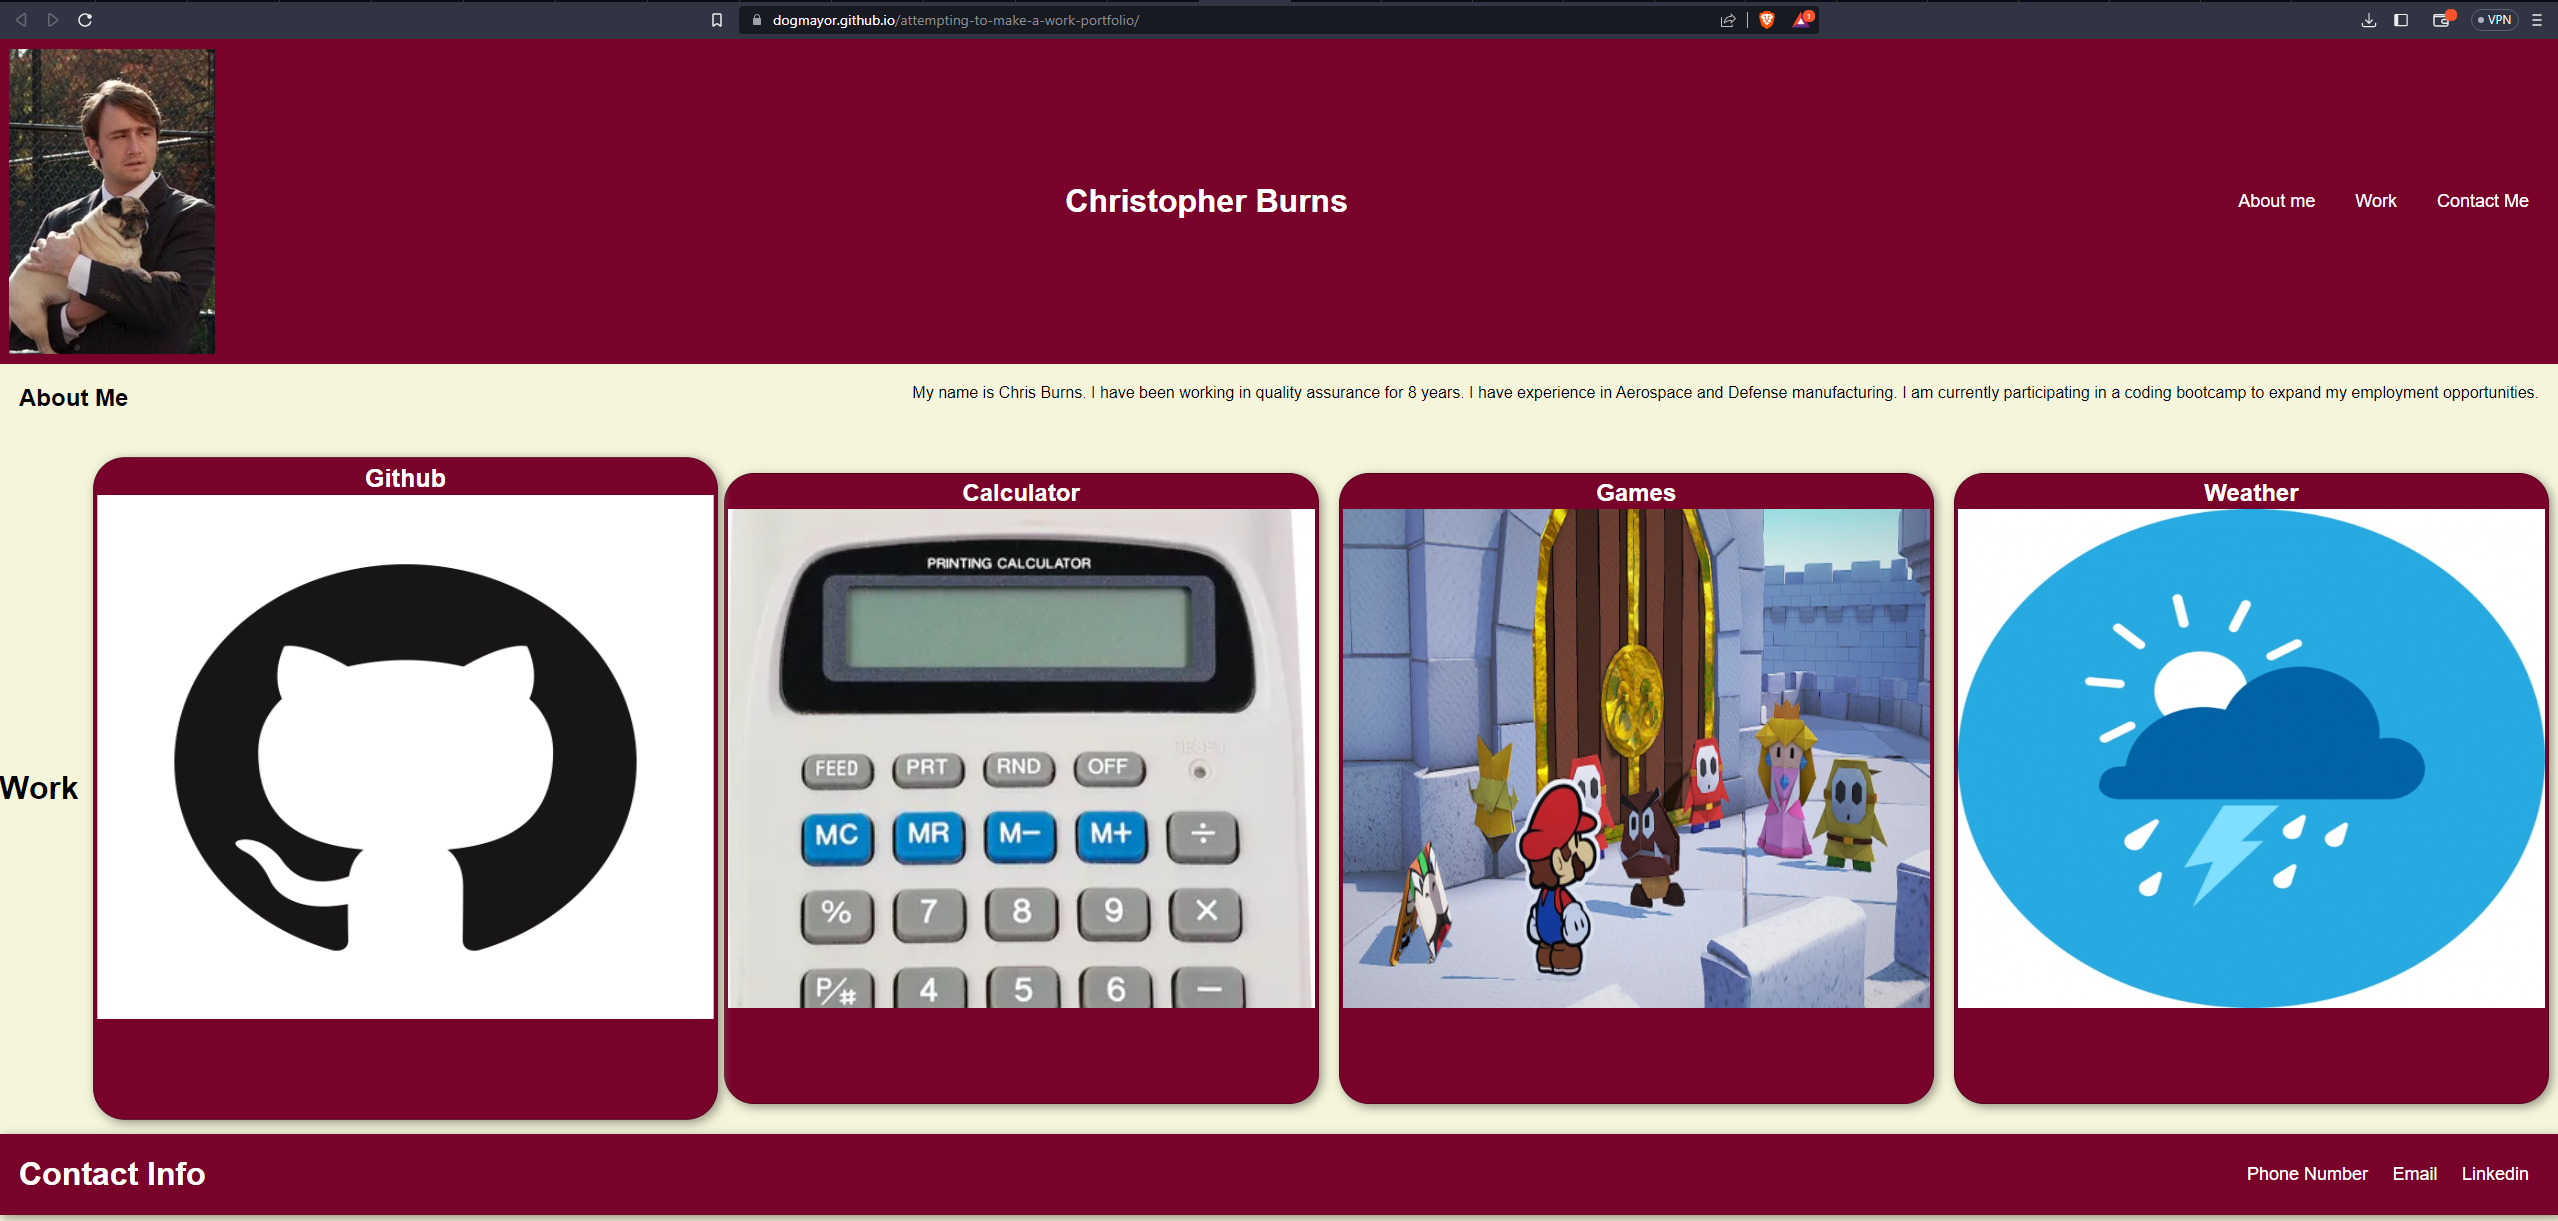 dogmayor.github.io/attempting-to-make-a-work-portfolio/
1
VPN
Christopher Burns
About me Work Contact Me
About Me
My name is Chris Burns. I have been working in quality assurance for 8 years. I have experience in Aerospace and Defense manufacturing. I am currently participating in a coding bootcamp to expand my employment opportunities.
Work
Github
Calculator
PRINTING CALCULATOR
RESET
FEED PRT RND OFF
MC MR M− M+ ÷
% 7 8 9 ×
P/# 4 5 6 −
Games
Weather
Contact Info
Phone Number Email Linkedin